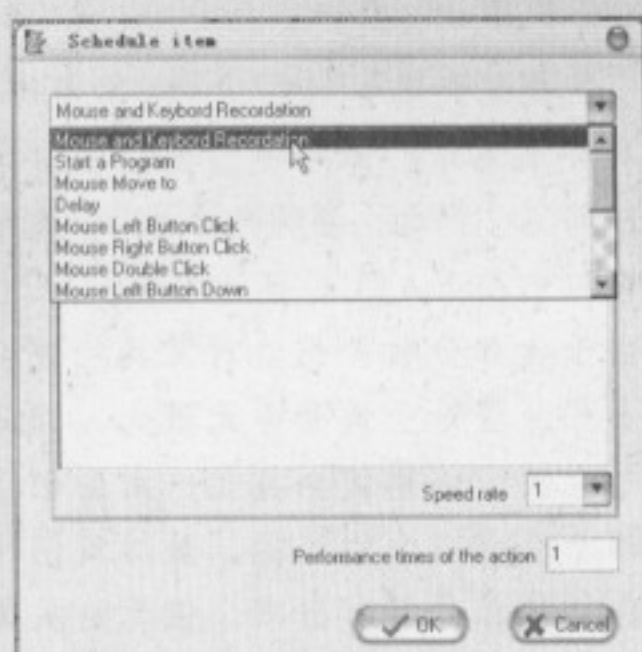 Schedule item
Mouse and Keybord Recordation
Mouse and Keybord Recordation
Start a Program
Mouse Move to
Delay
Mouse Left Button Click
Mouse Right Button Click
Mouse Double Click
Mouse Left Button Down
Speed rate 1
Performance times of the action 1
OK Cancel